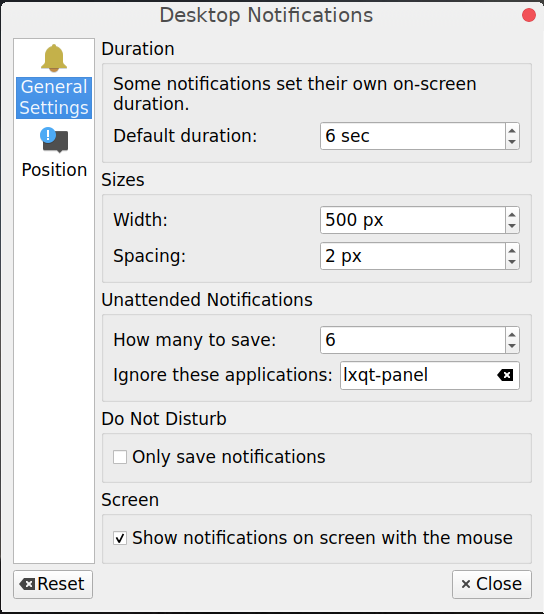 Desktop Notifications
General
Settings
Position
Duration
Some notifications set their own on-screen
duration.
Default duration: 6 sec
Sizes
Width: 500 px
Spacing: 2 px
Unattended Notifications
How many to save: 6
Ignore these applications: lxqt-panel
Do Not Disturb
Only save notifications
Screen
Show notifications on screen with the mouse
Reset
Close